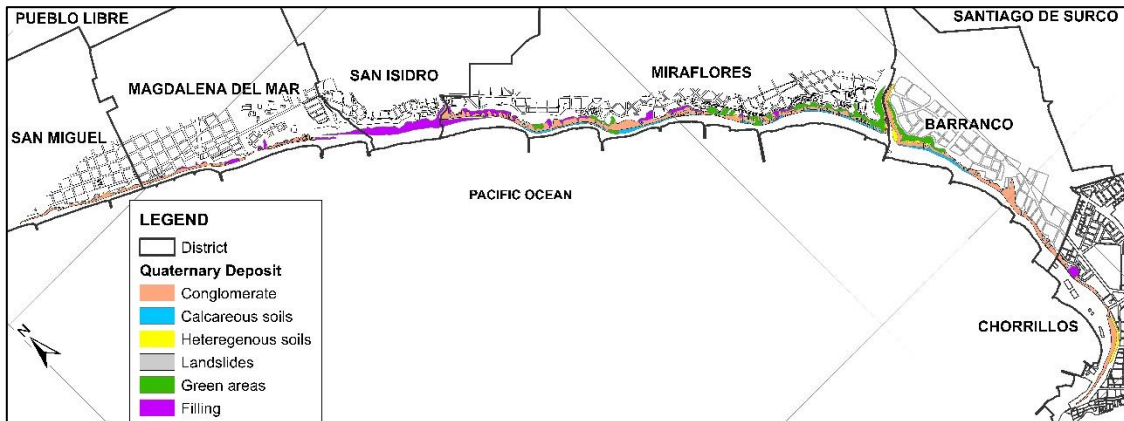 PUEBLO LIBRE
SANTIAGO DE SURCO
SAN ISIDRO
MIRAFLORES
MAGDALENA DEL MAR
BARRANCO
SAN MIGUEL
PACIFIC OCEAN
LEGEND
District
Quaternary Deposit
Conglomerate
Calcareous soils
Heteregenous soils
Landslides
Green areas
Filling
CHORRILLOS
N